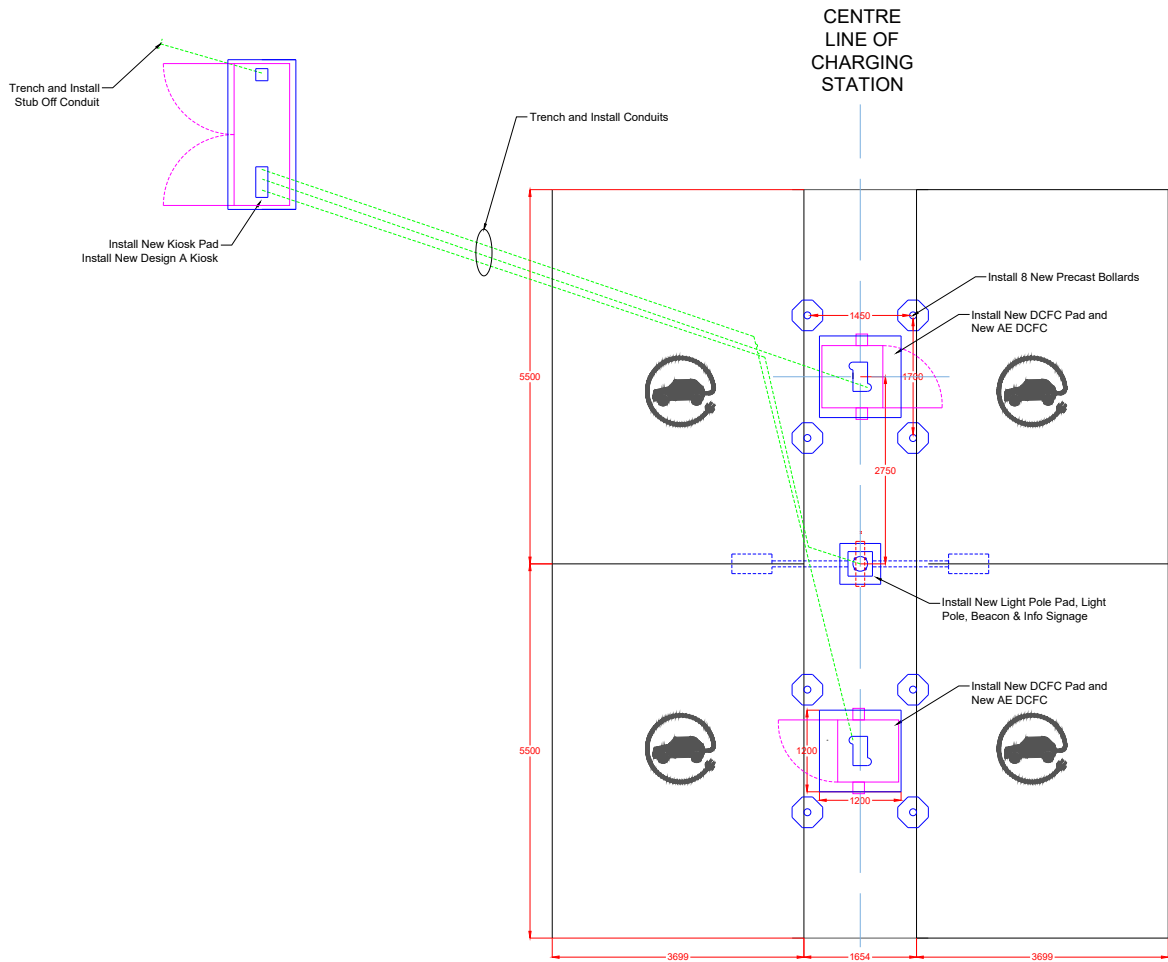 CENTRE
LINE OF
CHARGING
STATION
Trench and Install
Stub Off Conduit
Trench and Install Conduits
Install New Kiosk Pad
Install New Design A Kiosk
Install 8 New Precast Bollards
1450
Install New DCFC Pad and
New AE DCFC
5500
1700
2750
Install New Light Pole Pad, Light
Pole, Beacon & Info Signage
Install New DCFC Pad and
New AE DCFC
5500
1200
1200
3699
1654
3699